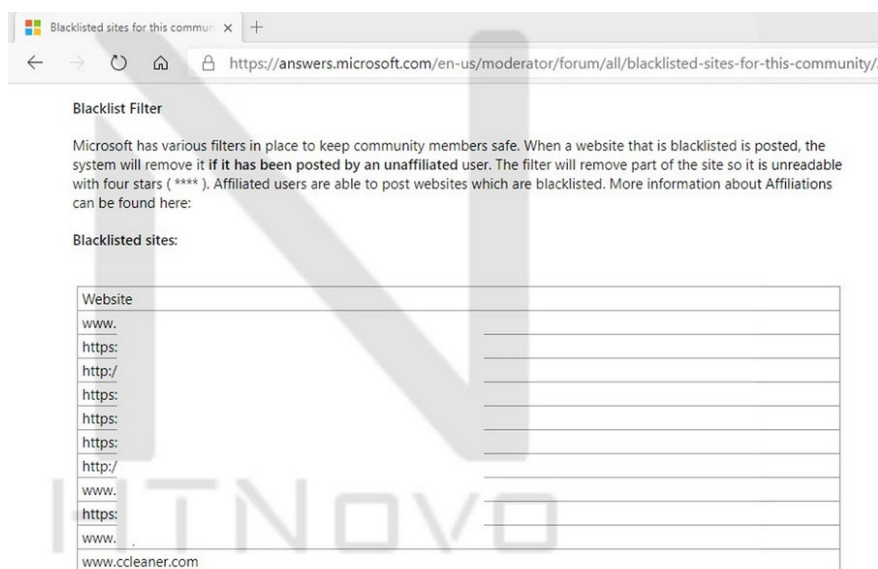 Blacklisted sites for this commun
https://answers.microsoft.com/en-us/moderator/forum/all/blacklisted-sites-for-this-community/
Blacklist Filter
Microsoft has various filters in place to keep community members safe. When a website that is blacklisted is posted, the
system will remove it if it has been posted by an unaffiliated user. The filter will remove part of the site so it is unreadable
with four stars ( **** ). Affiliated users are able to post websites which are blacklisted. More information about Affiliations
can be found here:
Blacklisted sites:
Website
www.
https:
http:/
https:
https:
https:
http:/
www.
https:
www.
www.ccleaner.com
HTNOVO